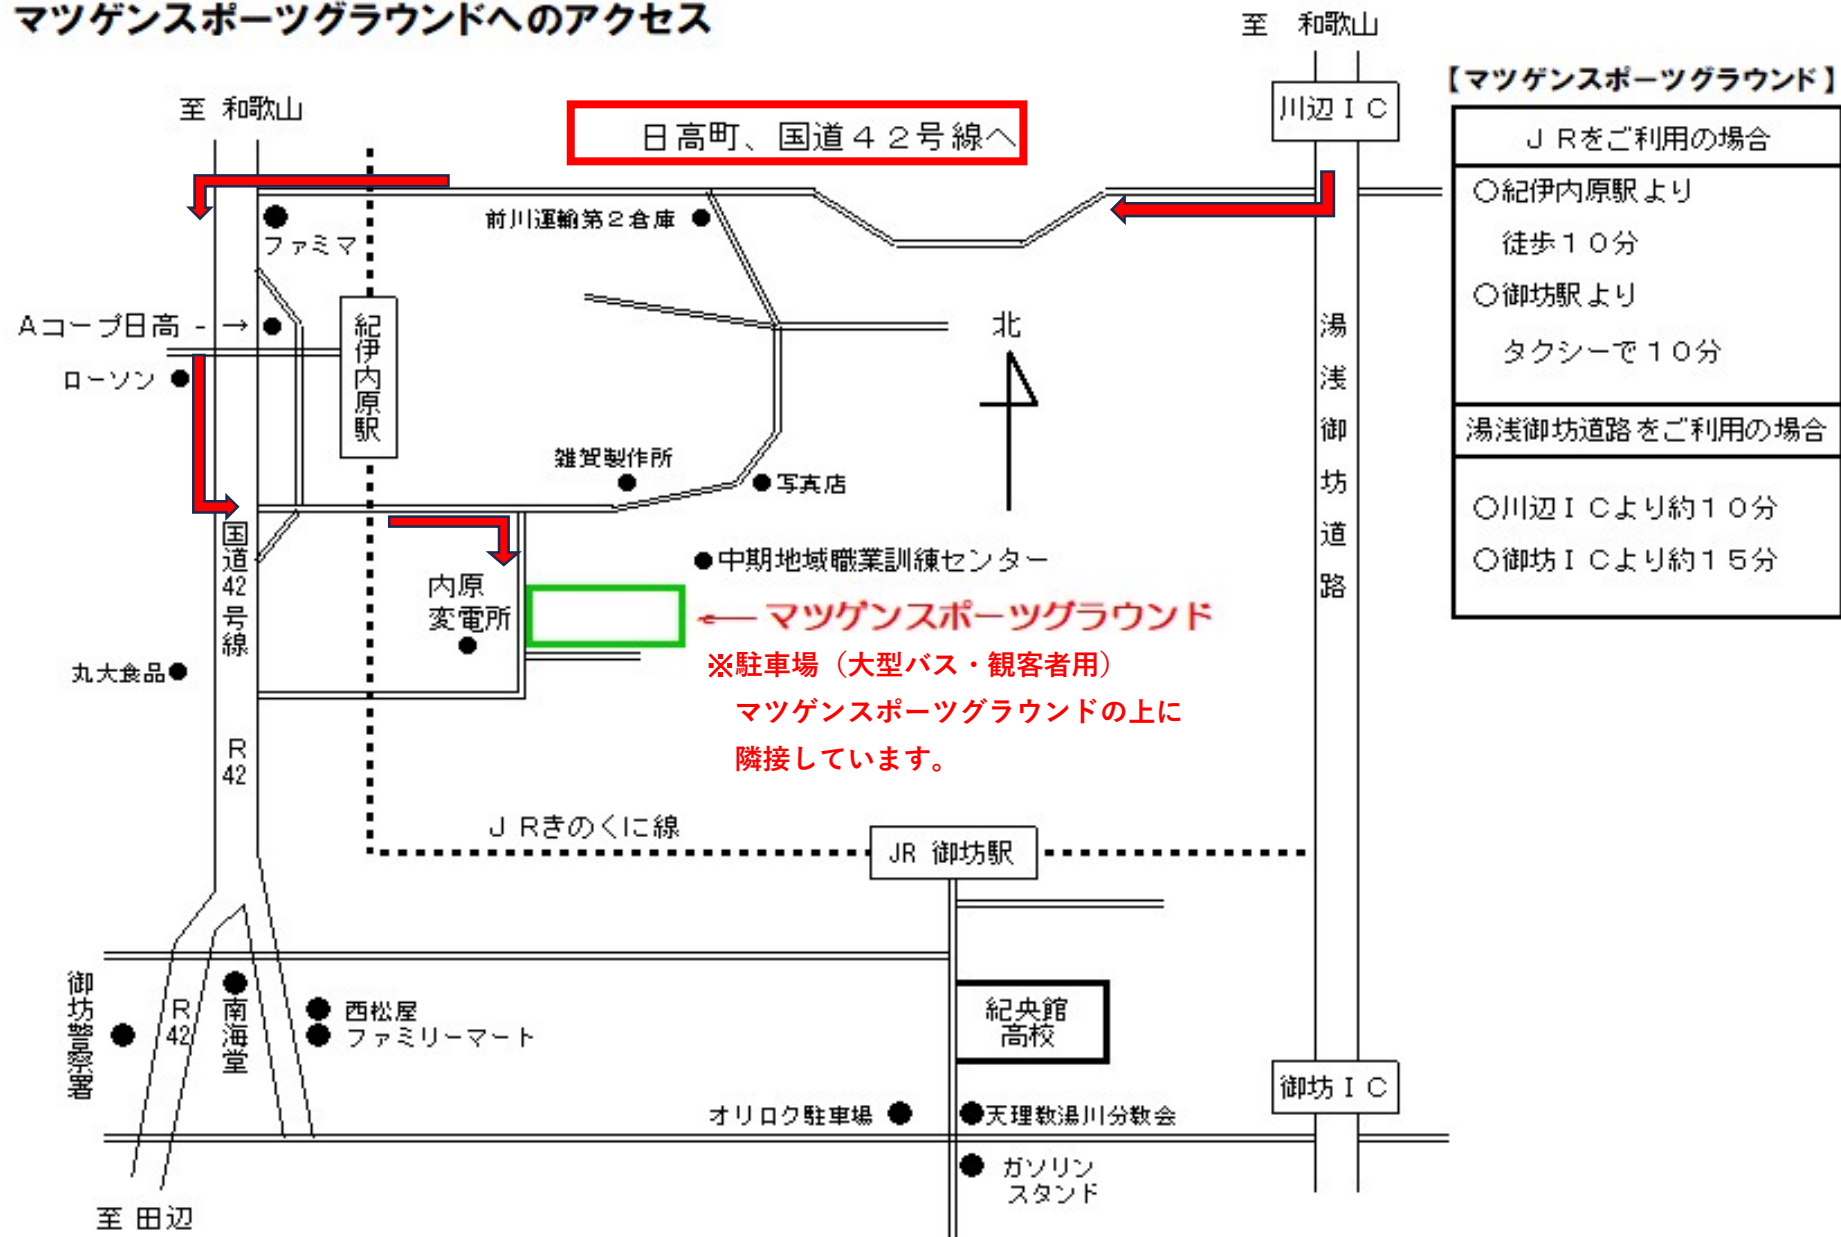 マツゲンスポーツグラウンドへのアクセス
至 和歌山
【マツゲンスポーツグラウンド】
川辺ＩＣ
ＪＲをご利用の場合
○紀伊内原駅より
徒歩１０分
○御坊駅より
タクシーで１０分
湯浅御坊道路をご利用の場合
○川辺ＩＣより約１０分
○御坊ＩＣより約１５分
至 和歌山
日高町、国道４２号線へ
前川運輸第２倉庫
ファミマ
Ａコープ日高 - →
ローソン
紀伊内原駅
北
湯浅御坊道路
雑賀製作所
写真店
国道42号線
中期地域職業訓練センター
内原
変電所
←マツゲンスポーツグラウンド
※駐車場（大型バス・観客者用）
マツゲンスポーツグラウンドの上に
隣接しています。
丸大食品
Ｒ
42
ＪＲきのくに線
JR 御坊駅
御坊警察署
Ｒ
42
南海堂
西松屋
ファミリーマート
紀央館
高校
御坊ＩＣ
オリロク駐車場
天理数湯川分数会
ガソリン
スタンド
至 田辺